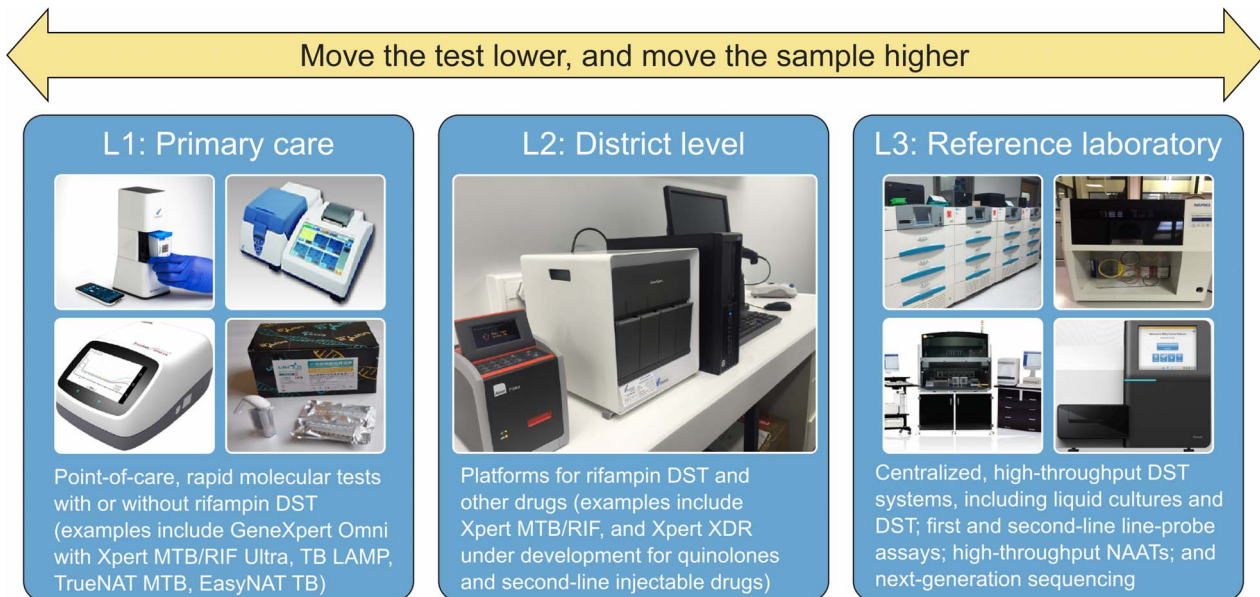 Move the test lower, and move the sample higher
L1: Primary care
Point-of-care, rapid molecular tests
with or without rifampin DST
(examples include GeneXpert Omni
with Xpert MTB/RIF Ultra, TB LAMP,
TrueNAT MTB, EasyNAT TB)
L2: District level
Platforms for rifampin DST and
other drugs (examples include
Xpert MTB/RIF, and Xpert XDR
under development for quinolones
and second-line injectable drugs)
L3: Reference laboratory
Centralized, high-throughput DST
systems, including liquid cultures and
DST; first and second-line line-probe
assays; high-throughput NAATs; and
next-generation sequencing